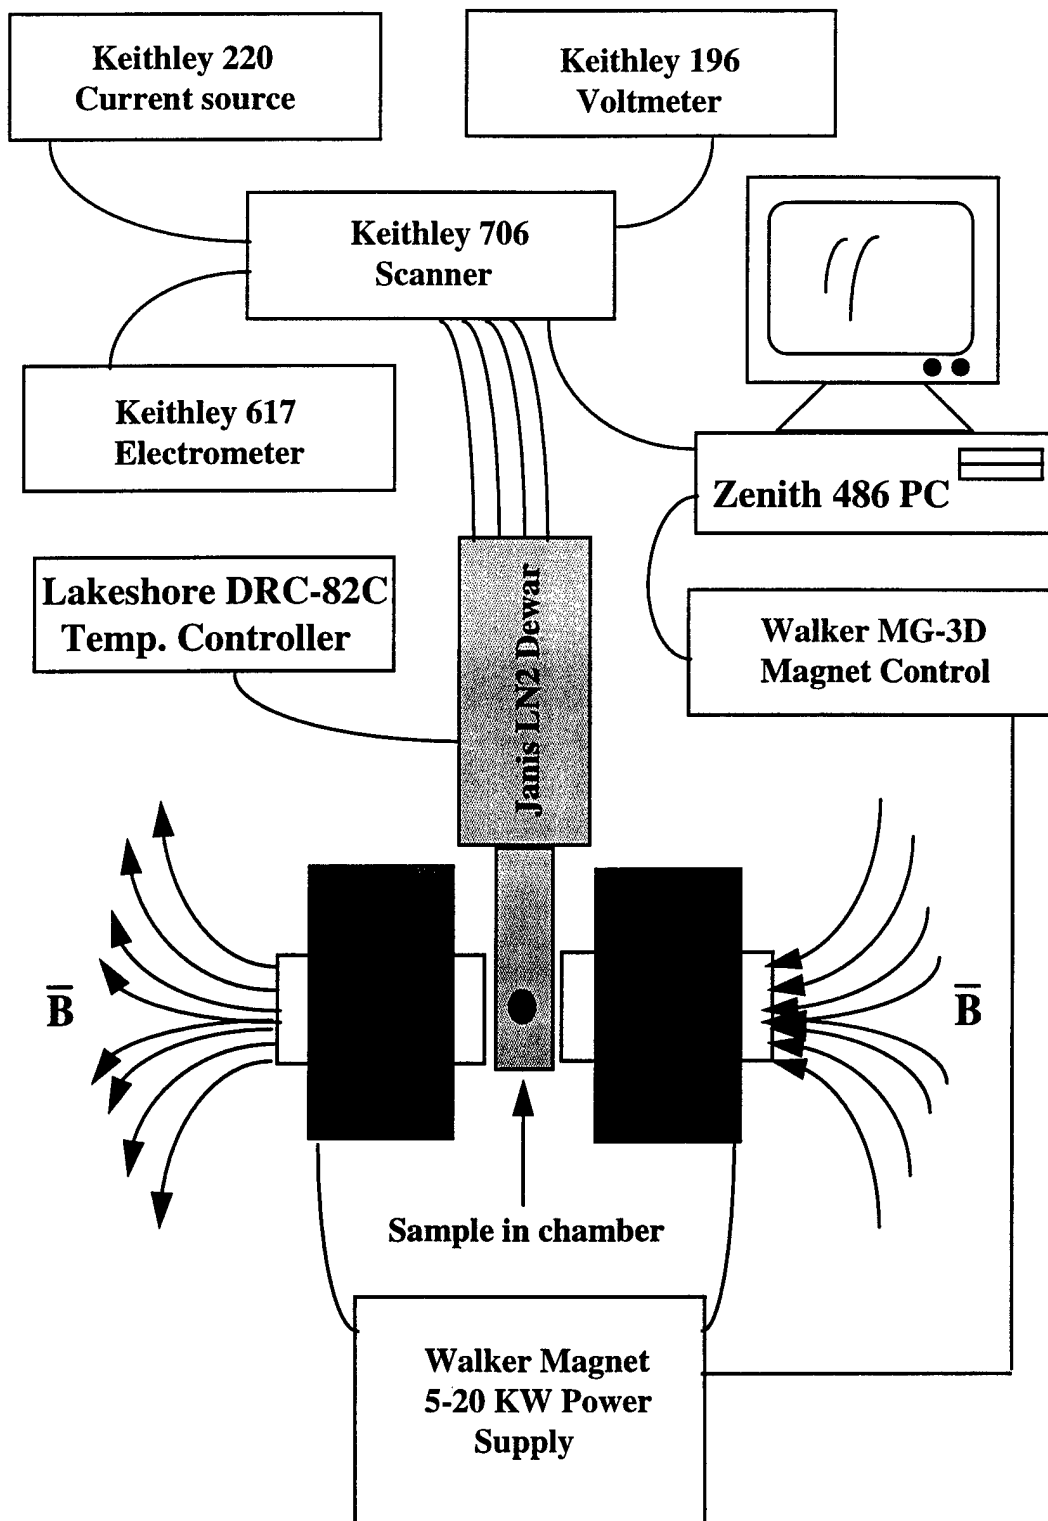 Keithley 220
Current source
Keithley 196
Voltmeter
Keithley 706
Scanner
Keithley 617
Electrometer
Zenith 486 PC
Lakeshore DRC-82C
Temp. Controller
Janis LN2 Dewar
Walker MG-3D
Magnet Control
B̅
B̅
Sample in chamber
Walker Magnet
5-20 KW Power
Supply